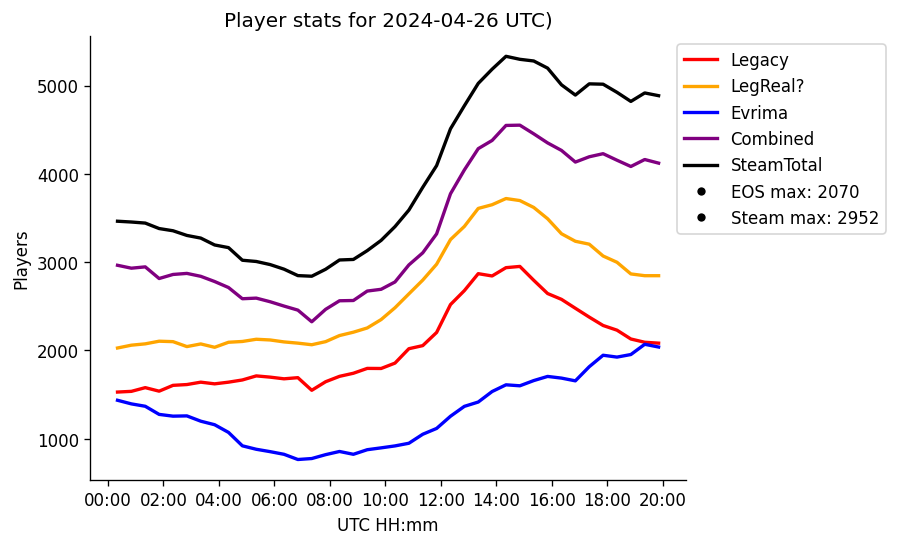 Player stats for 2024-04-26 UTC)
Legacy
LegReal?
Evrima
Combined
SteamTotal
EOS max: 2070
Steam max: 2952
5000
4000
3000
2000
1000
Players
00:00 02:00 04:00 06:00 08:00 10:00 12:00 14:00 16:00 18:00 20:00
UTC HH:mm